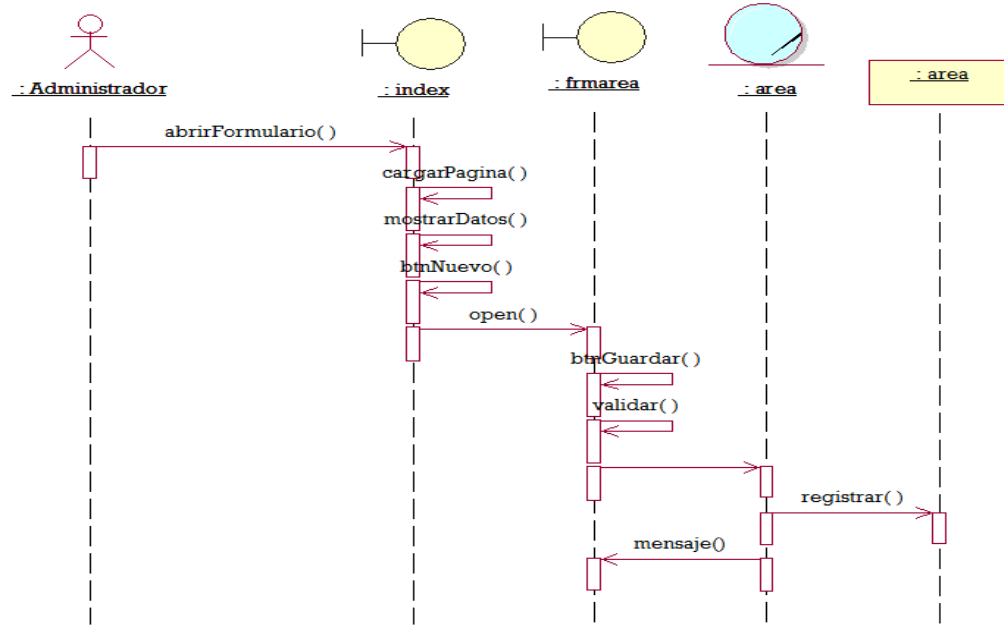 : Administrador
: index
: frmarea
: area
: area
abrirFormulario( )
cargarPagina( )
mostrarDatos( )
btnNuevo( )
open( )
btnGuardar( )
validar( )
registrar( )
mensaje()